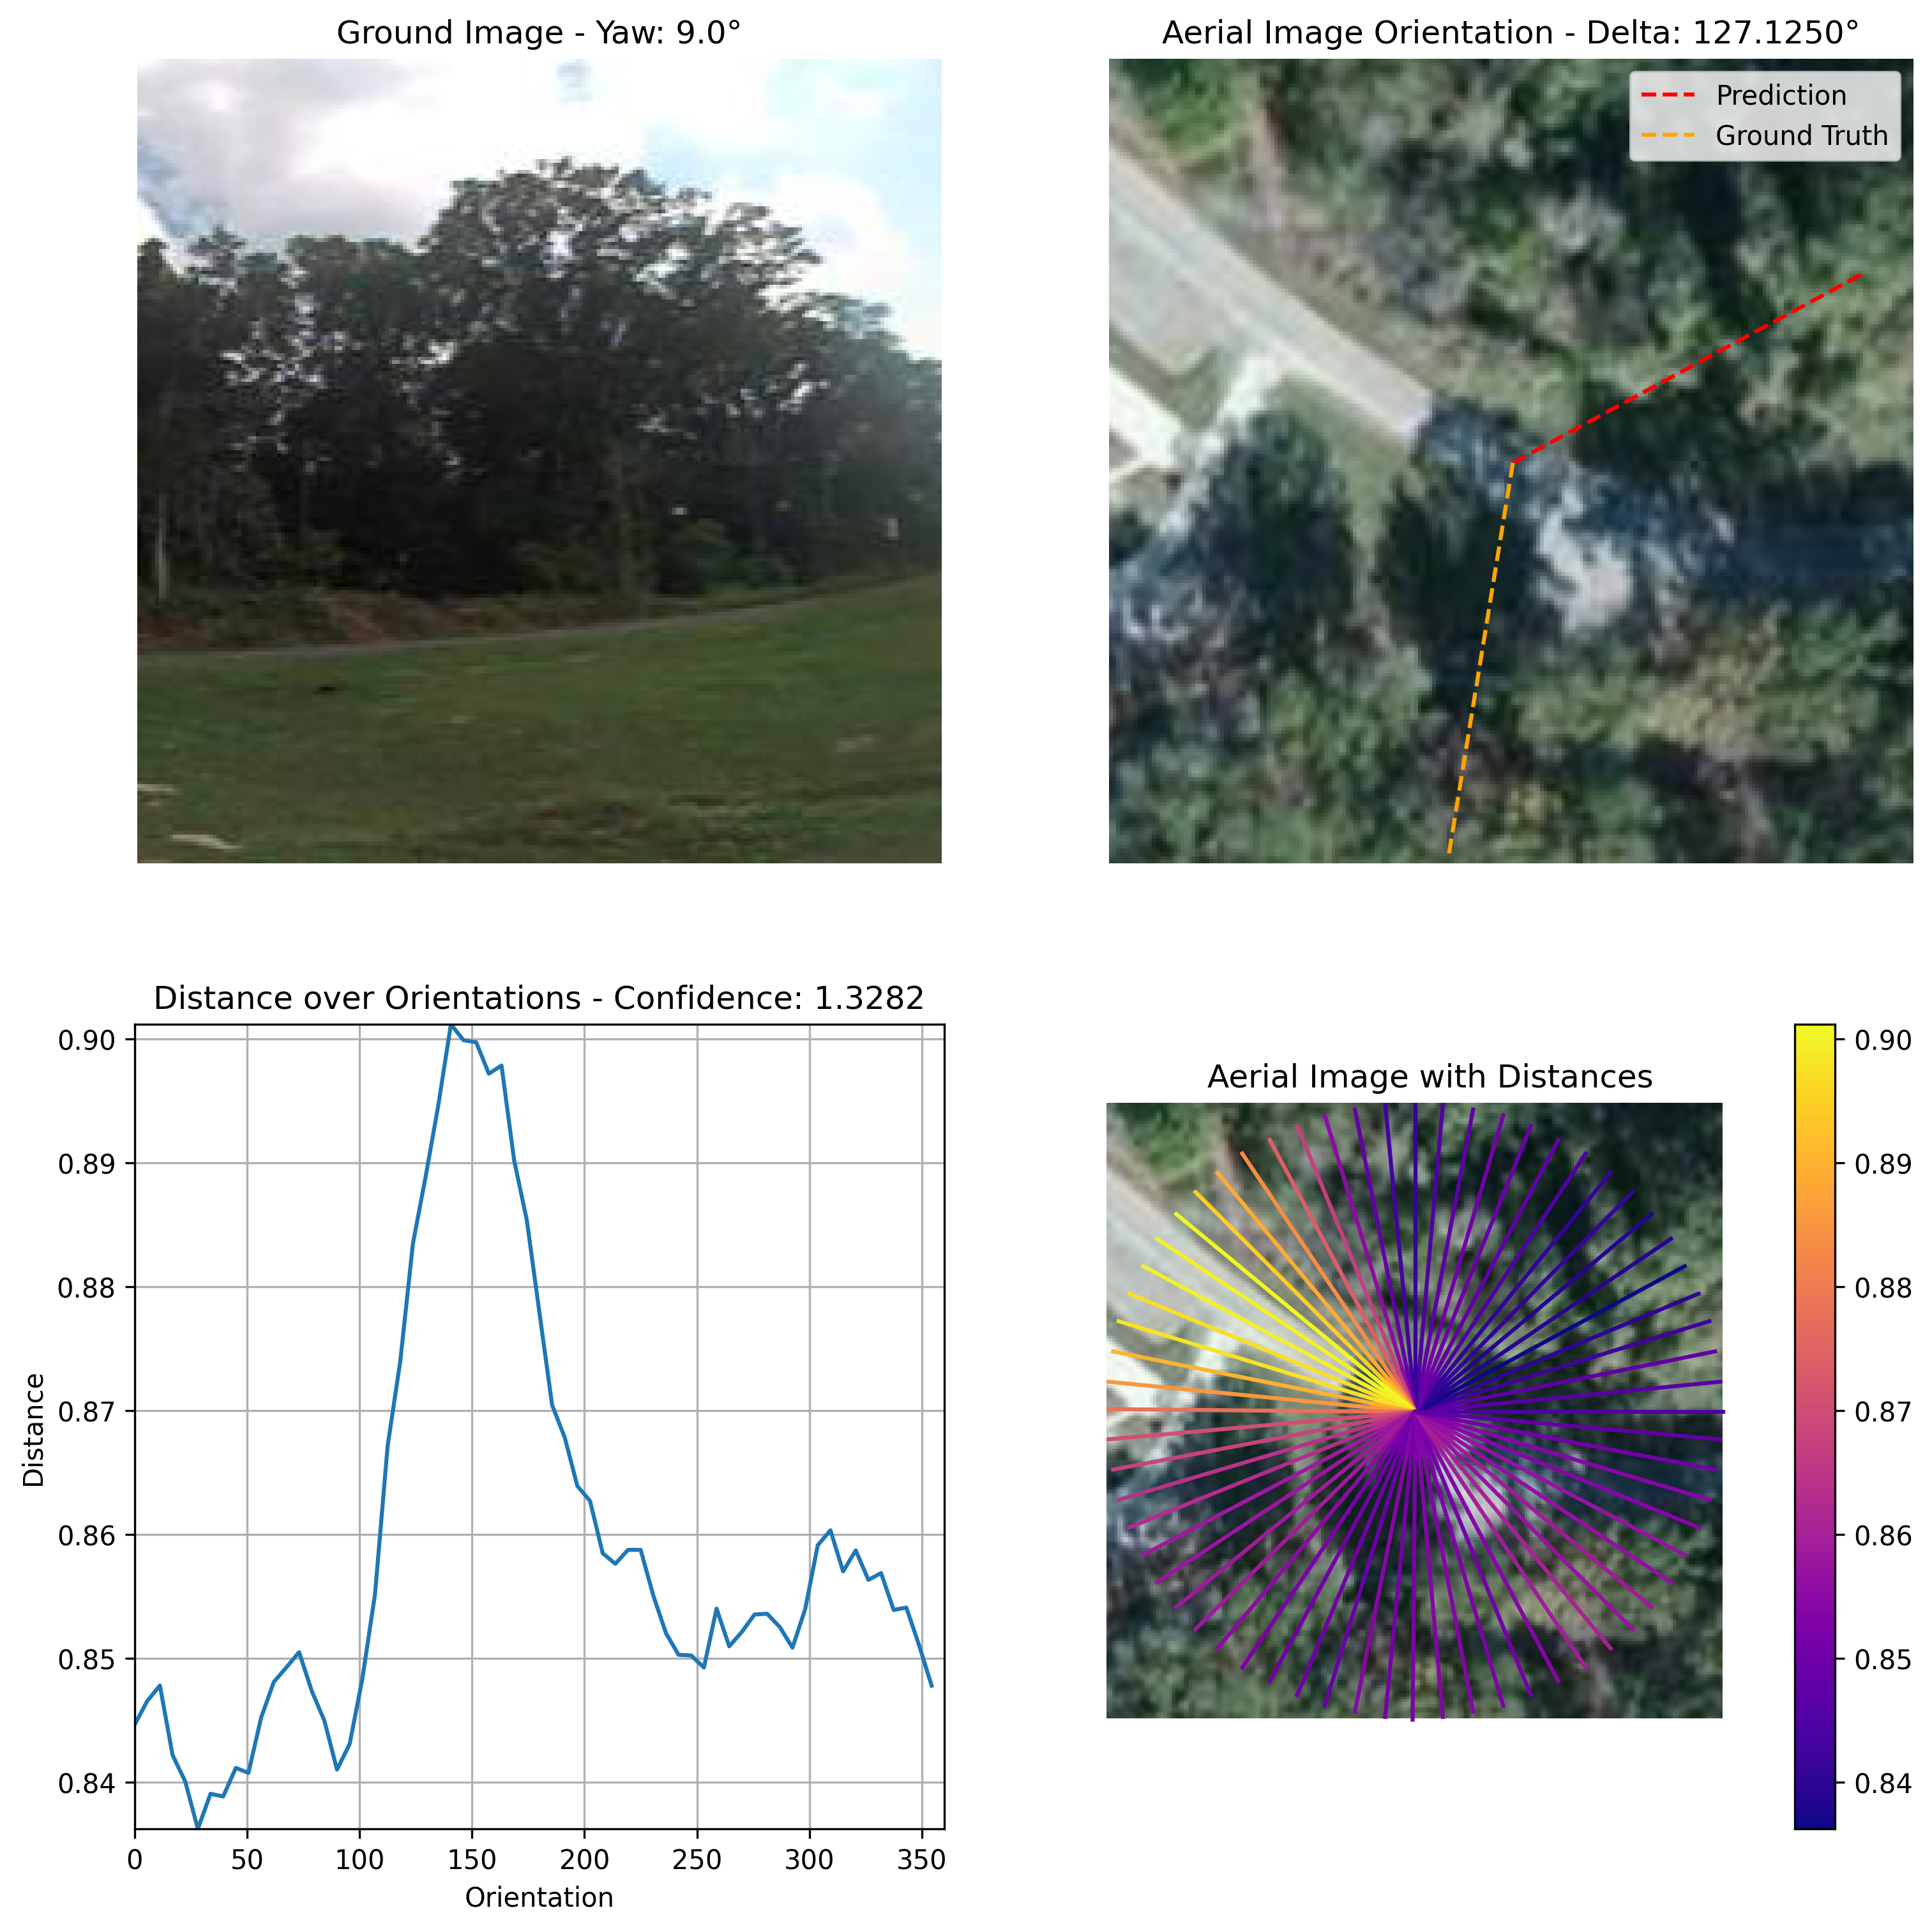 Ground Image - Yaw: 9.0°
Aerial Image Orientation - Delta: 127.1250°
Prediction
Ground Truth
Distance over Orientations - Confidence: 1.3282
0.90
0.89
0.88
0.87
0.86
0.85
0.84
Distance
0
50
100
150
200
250
300
350
Orientation
Aerial Image with Distances
0.90
0.89
0.88
0.87
0.86
0.85
0.84